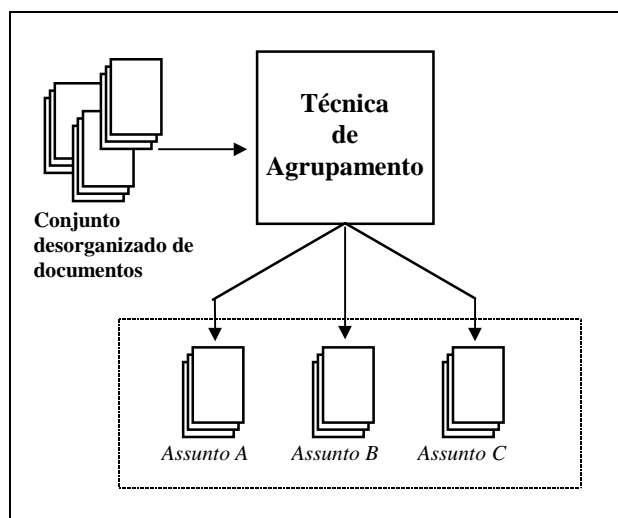 Técnica
de
Agrupamento
Conjunto
desorganizado de
documentos
Assunto A
Assunto B
Assunto C